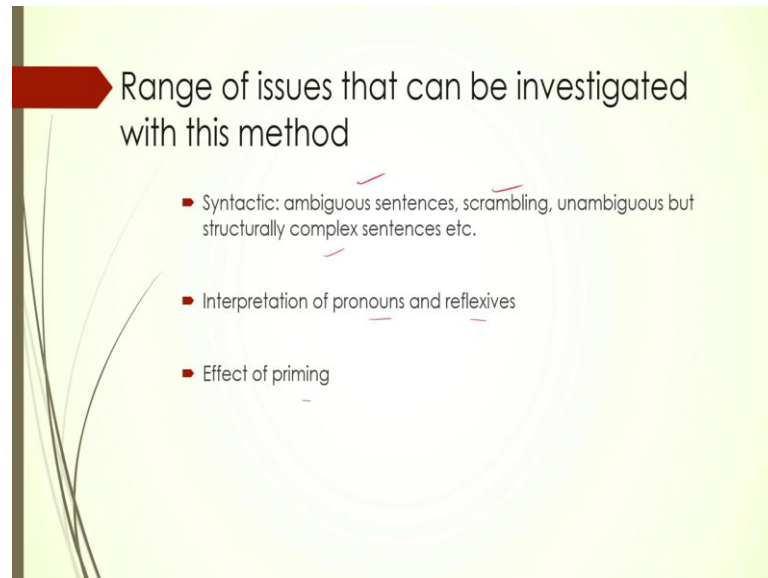 Range of issues that can be investigated
with this method
Syntactic: ambiguous sentences, scrambling, unambiguous but
structurally complex sentences etc.
Interpretation of pronouns and reflexives
Effect of priming